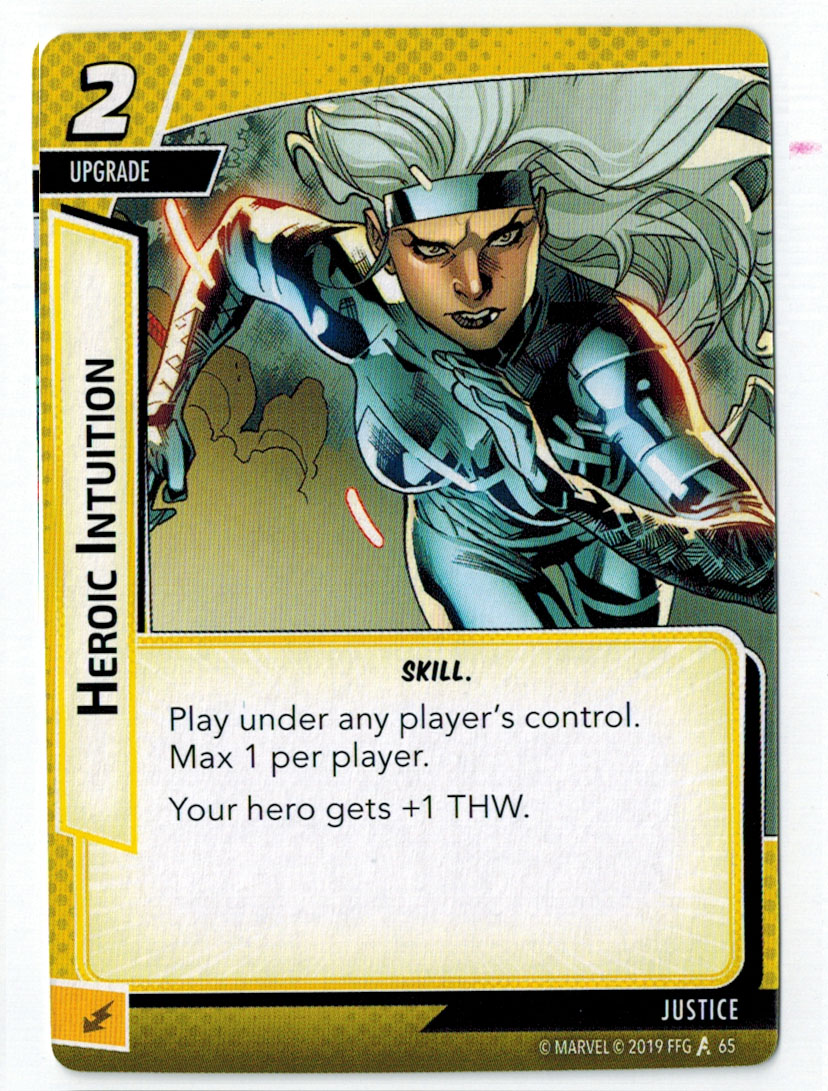 2
UPGRADE
HEROIC INTUITION
SKILL.
Play under any player's control.
Max 1 per player.
Your hero gets +1 THW.
JUSTICE
© MARVEL © 2019 FFG 65